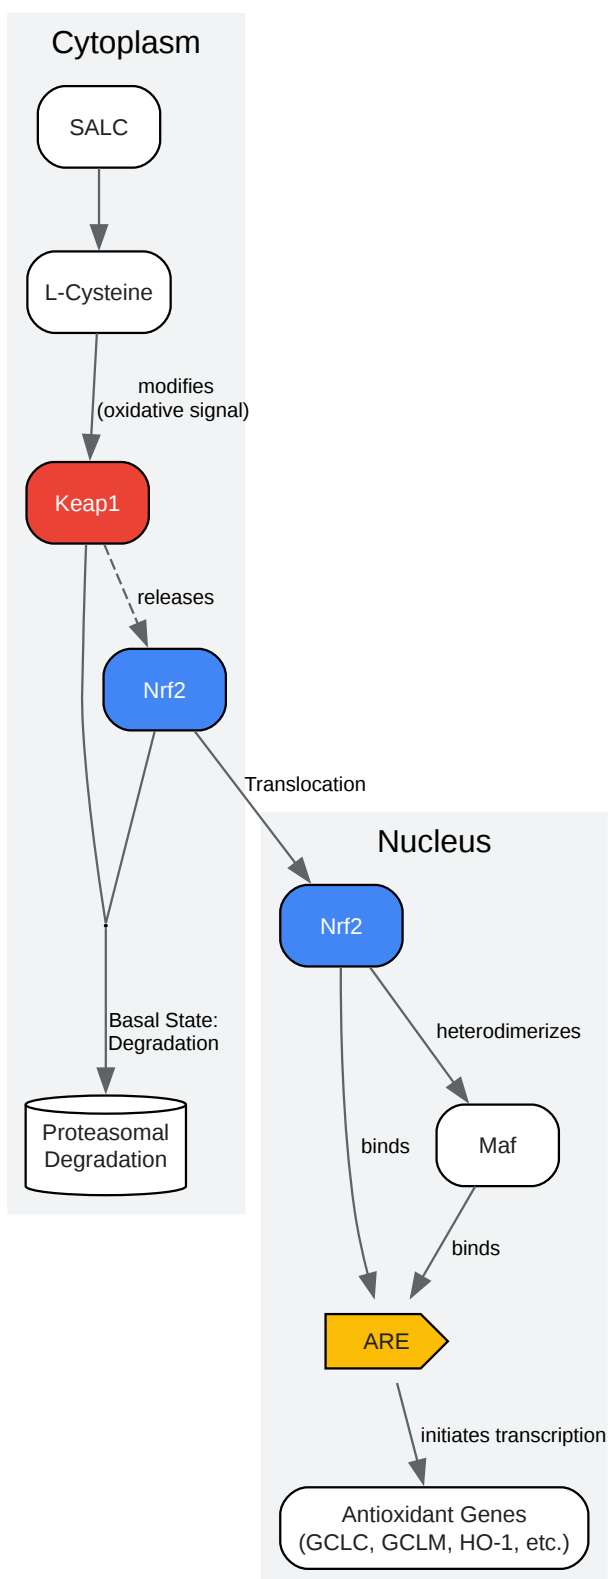 Cytoplasm
SALC
L-Cysteine
modifies
(oxidative signal)
Keap1
releases
Nrf2
Translocation
Nucleus
Nrf2
Basal State:
Degradation
heterodimerizes
Proteasomal
Degradation
binds
Maf
binds
ARE
initiates transcription
Antioxidant Genes
(GCLC, GCLM, HO-1, etc.)